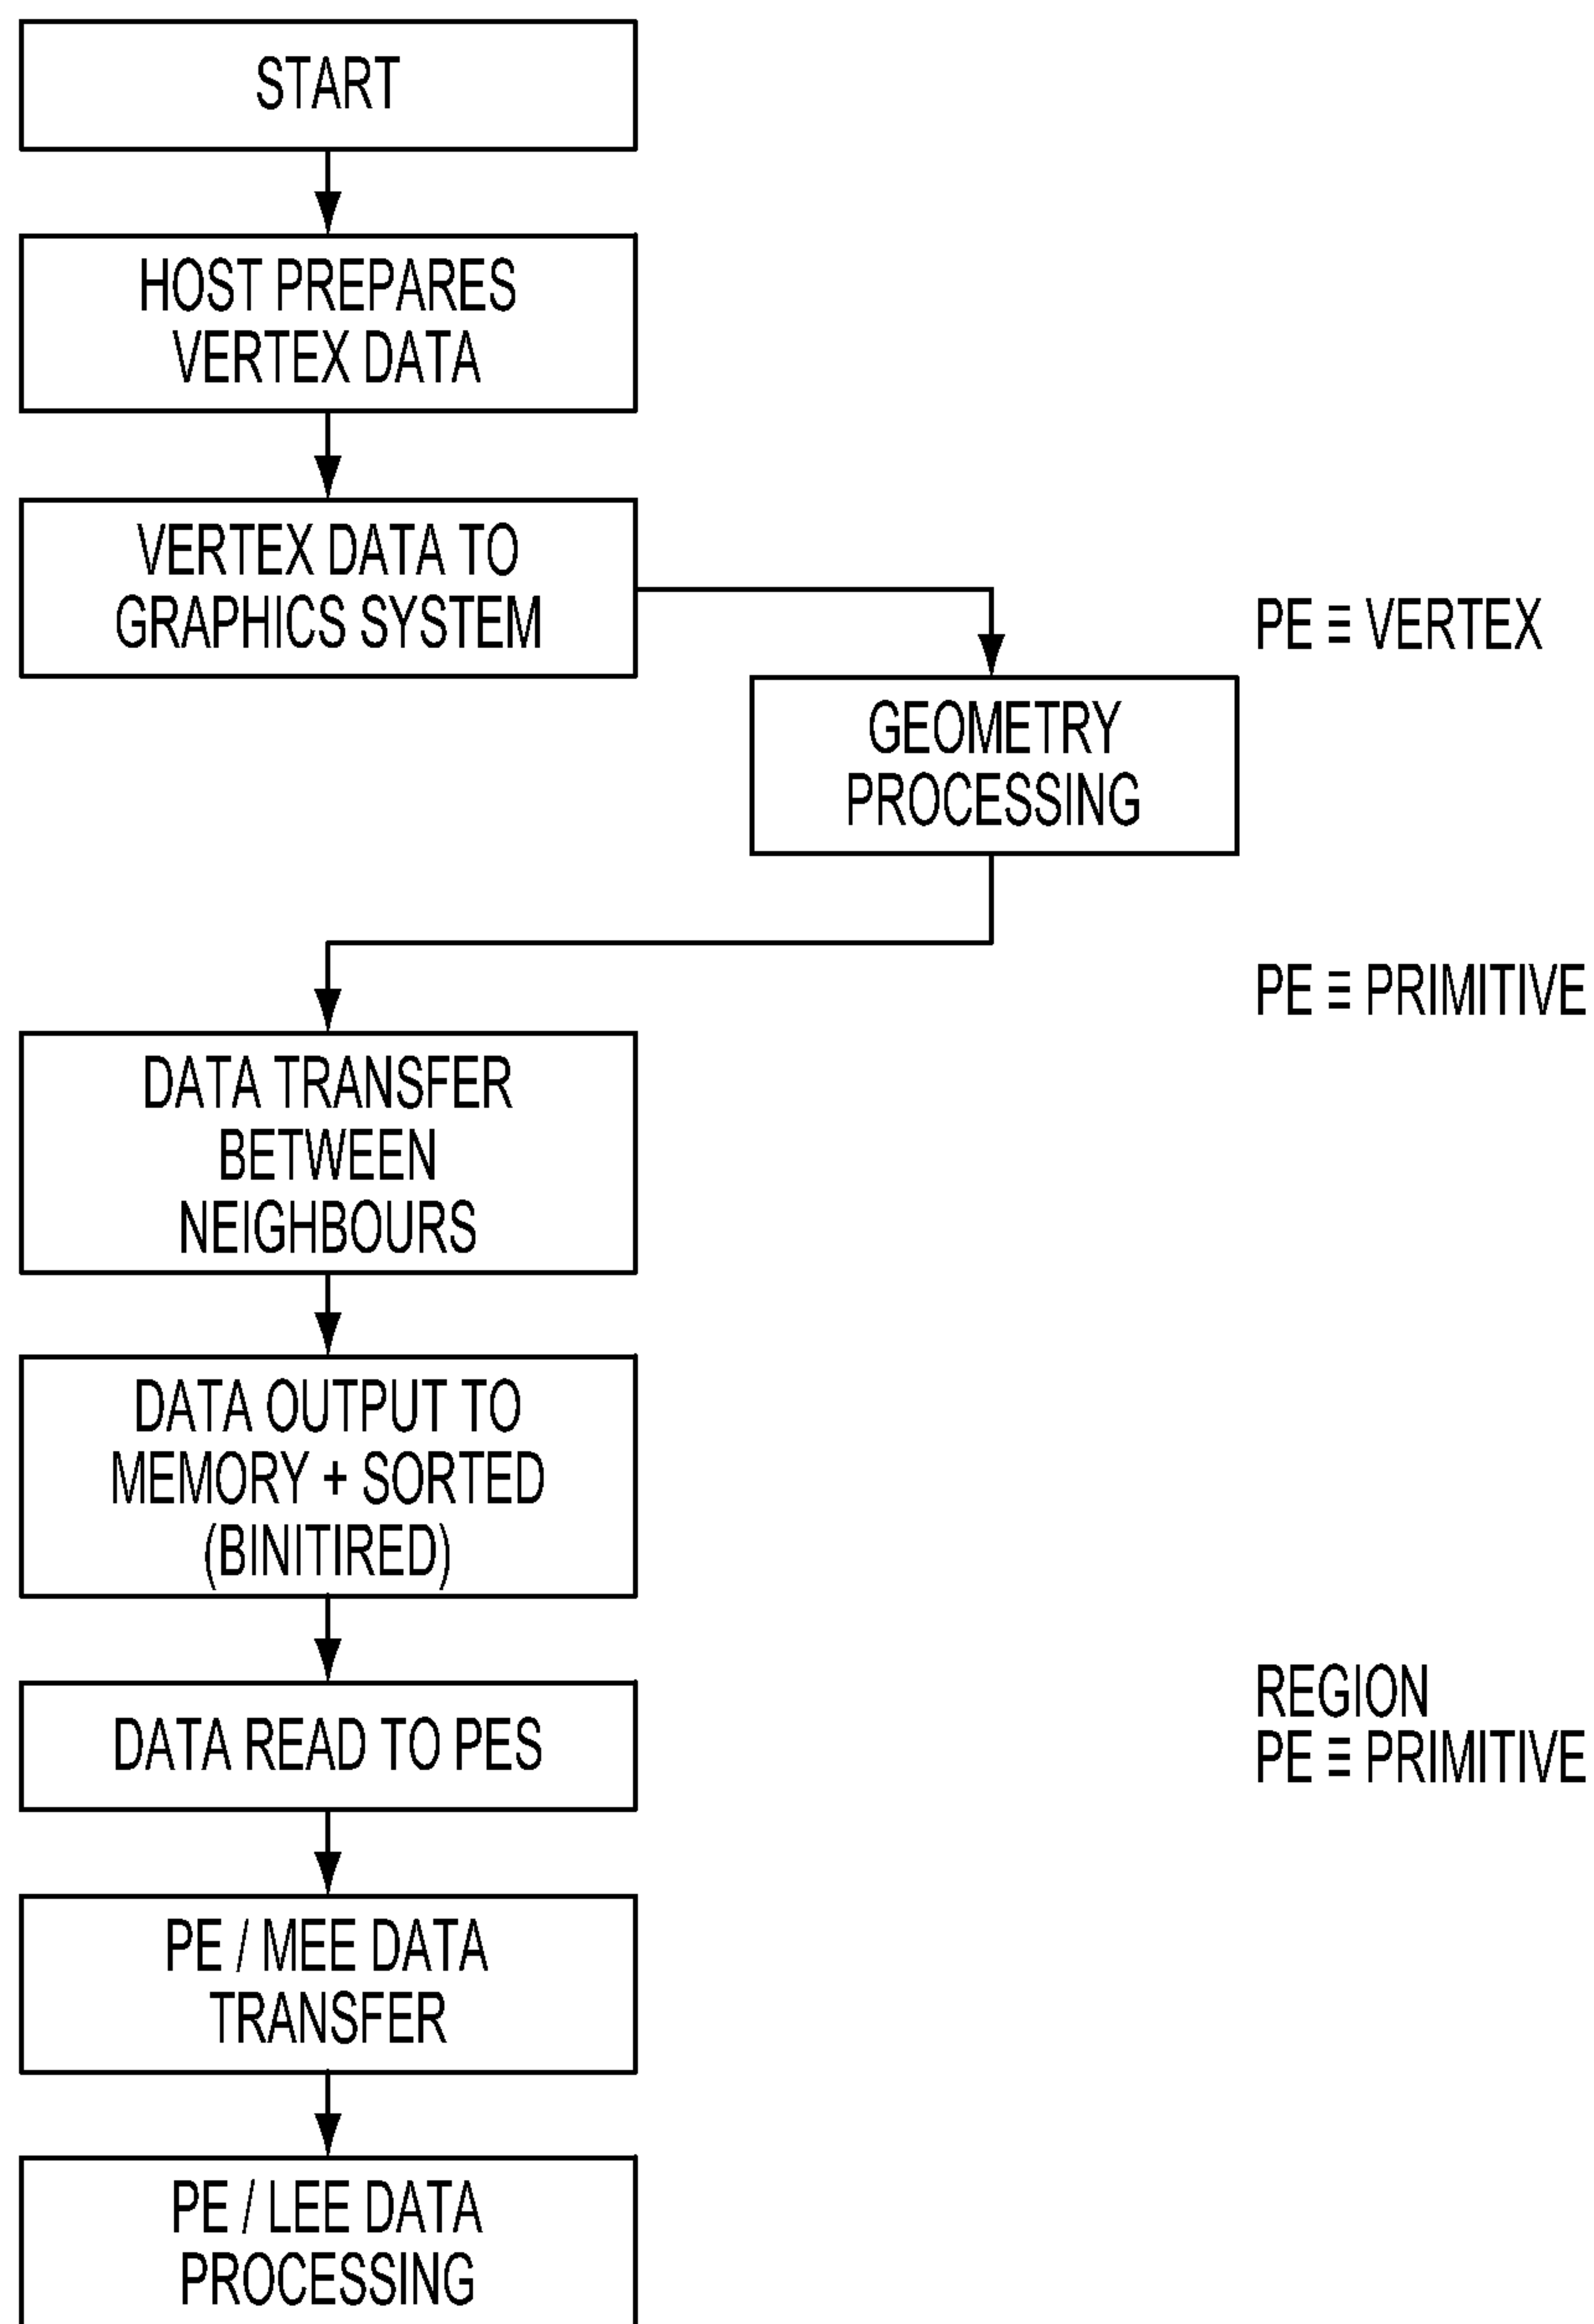 START
HOST PREPARES
VERTEX DATA
VERTEX DATA TO
GRAPHICS SYSTEM
PE ≡ VERTEX
GEOMETRY
PROCESSING
PE ≡ PRIMITIVE
DATA TRANSFER
BETWEEN
NEIGHBOURS
DATA OUTPUT TO
MEMORY + SORTED
(BINITIRED)
REGION
PE ≡ PRIMITIVE
DATA READ TO PES
PE / MEE DATA
TRANSFER
PE / LEE DATA
PROCESSING